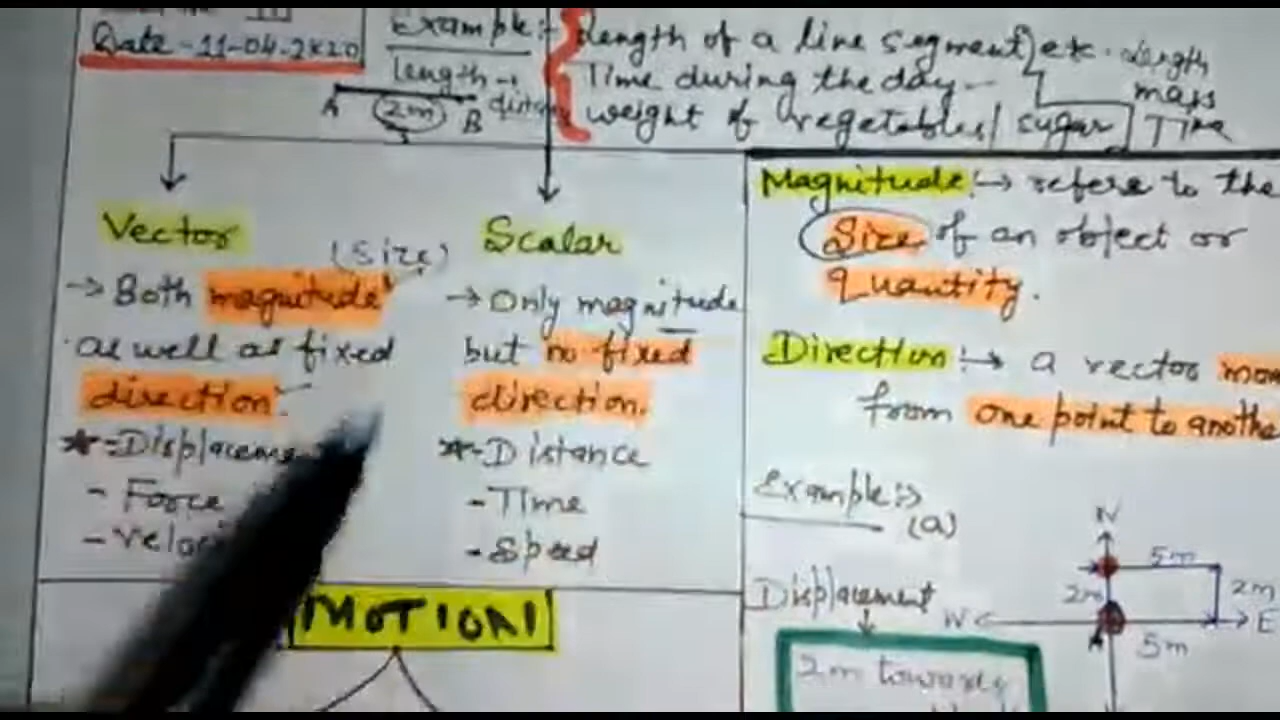 Date - 11-04-2K20
Example:-
length of a line segment etc.
length
Time during the day -
mass
weight of vegetables / sugar
Time
length →
A 2m B
Vector
(Size)
→ Both magnitude
as well as fixed
direction.
* - Displaceme
- Force
- Veloci
Scalar
→ Only magnitude
but no fixed
direction.
* - Distance
- Time
- Speed
MOTION
Magnitude :→ refers to the
Size of an object or
Quantity.
Direction :→ a vector mov
from one point to anothe
Example :-
(a)
Displacement
2m towards
N
5m
2m 2m
W E
A
5m